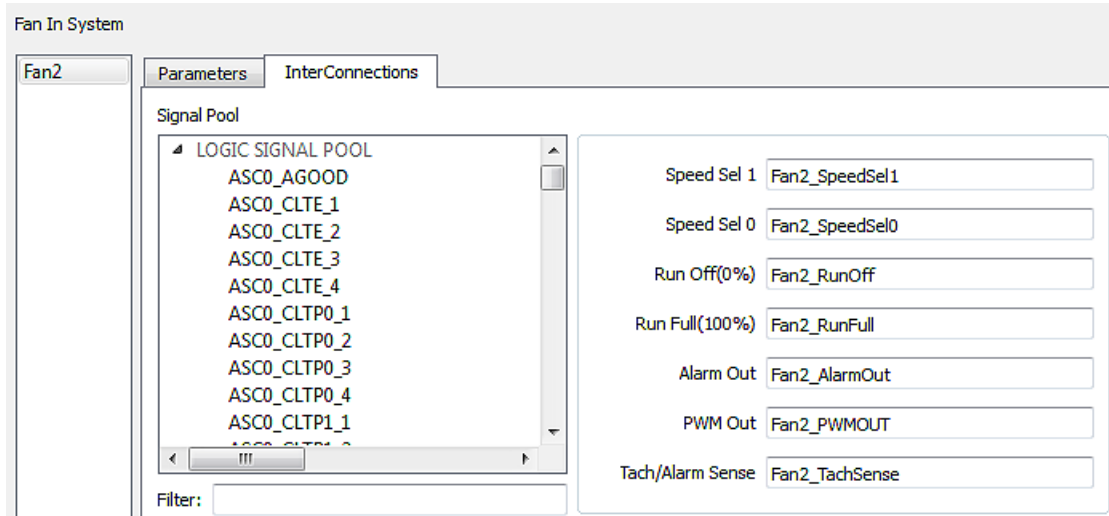 Fan In System
Fan2
Parameters
InterConnections
Signal Pool
LOGIC SIGNAL POOL
ASC0_AGOOD
ASC0_CLTE_1
ASC0_CLTE_2
ASC0_CLTE_3
ASC0_CLTE_4
ASC0_CLTP0_1
ASC0_CLTP0_2
ASC0_CLTP0_3
ASC0_CLTP0_4
ASC0_CLTP1_1
Filter:
Speed Sel 1 Fan2_SpeedSel1
Speed Sel 0 Fan2_SpeedSel0
Run Off(0%) Fan2_RunOff
Run Full(100%) Fan2_RunFull
Alarm Out Fan2_AlarmOut
PWM Out Fan2_PWMOUT
Tach/Alarm Sense Fan2_TachSense